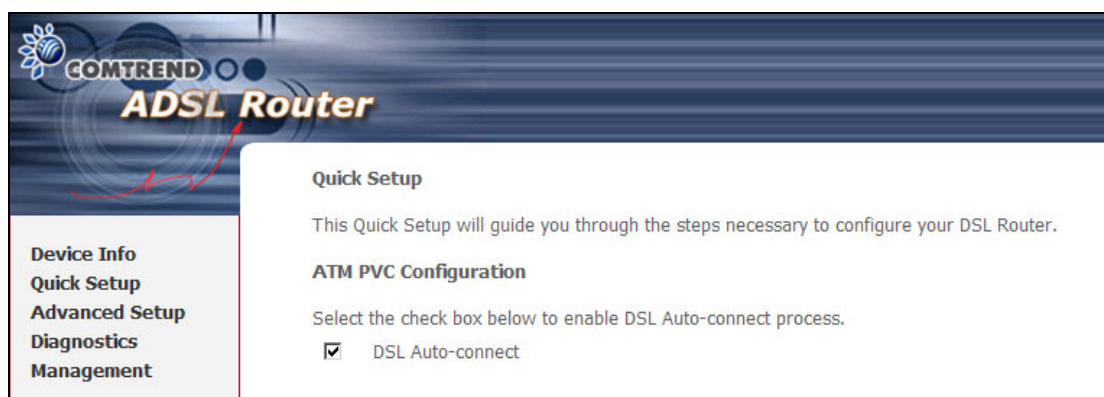 COMTREND
ADSL Router
Device Info
Quick Setup
Advanced Setup
Diagnostics
Management
Quick Setup
This Quick Setup will guide you through the steps necessary to configure your DSL Router.
ATM PVC Configuration
Select the check box below to enable DSL Auto-connect process.
DSL Auto-connect